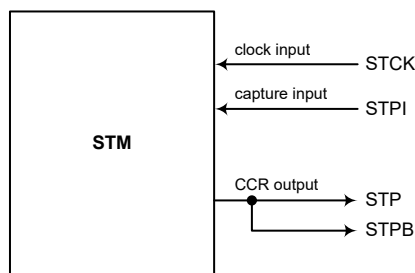 clock input
STCK
capture input
STPI
STM
CCR output
STP
STPB